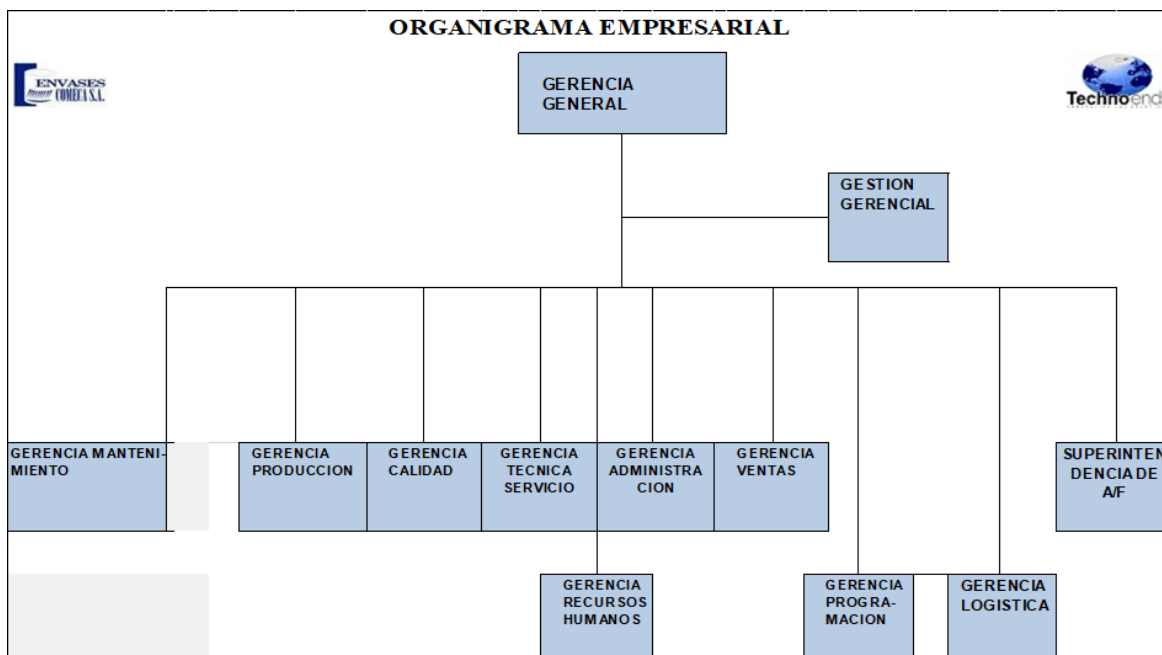 ORGANIGRAMA EMPRESARIAL
ENVASES
COMECA S.A.
GERENCIA
GENERAL
Technoend
GESTION
GERENCIAL
GERENCIA MANTENI-
MIENTO
GERENCIA
PRODUCCION
GERENCIA
CALIDAD
GERENCIA
TECNICA
SERVICIO
GERENCIA
ADMINISTRA
CION
GERENCIA
VENTAS
SUPERINTEN
DENCIA DE
A/F
GERENCIA
RECURSOS
HUMANOS
GERENCIA
PROGRA-
MACION
GERENCIA
LOGISTICA